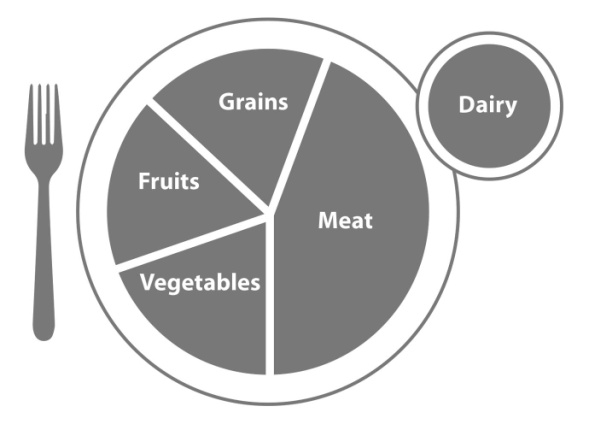 Grains
Dairy
Fruits
Meat
Vegetables